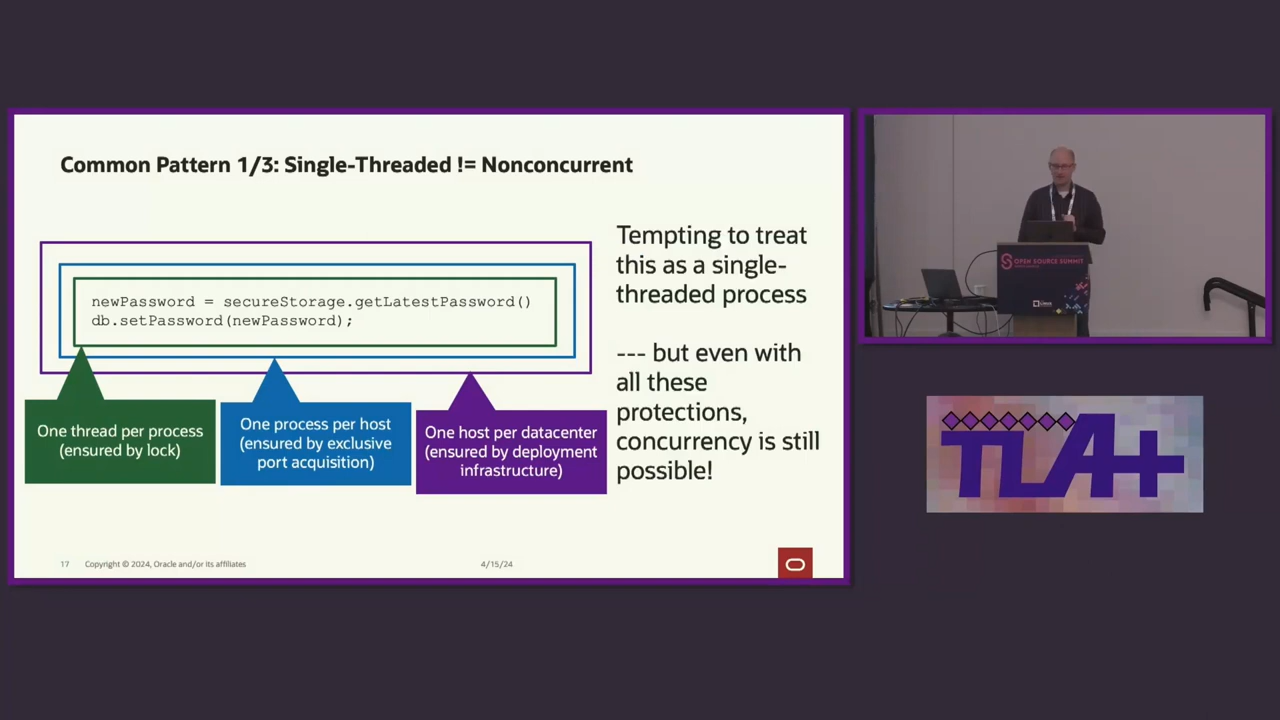 Common Pattern 1/3: Single-Threaded != Nonconcurrent
newPassword = secureStorage.getLatestPassword()
db.setPassword(newPassword);
One thread per process
(ensured by lock)
One process per host
(ensured by exclusive
port acquisition)
One host per datacenter
(ensured by deployment
infrastructure)
Tempting to treat
this as a single-
threaded process
--- but even with
all these
protections,
concurrency is still
possible!
17 Copyright © 2024, Oracle and/or its affiliates 4/15/24
OPEN SOURCE SUMMIT
TLA+